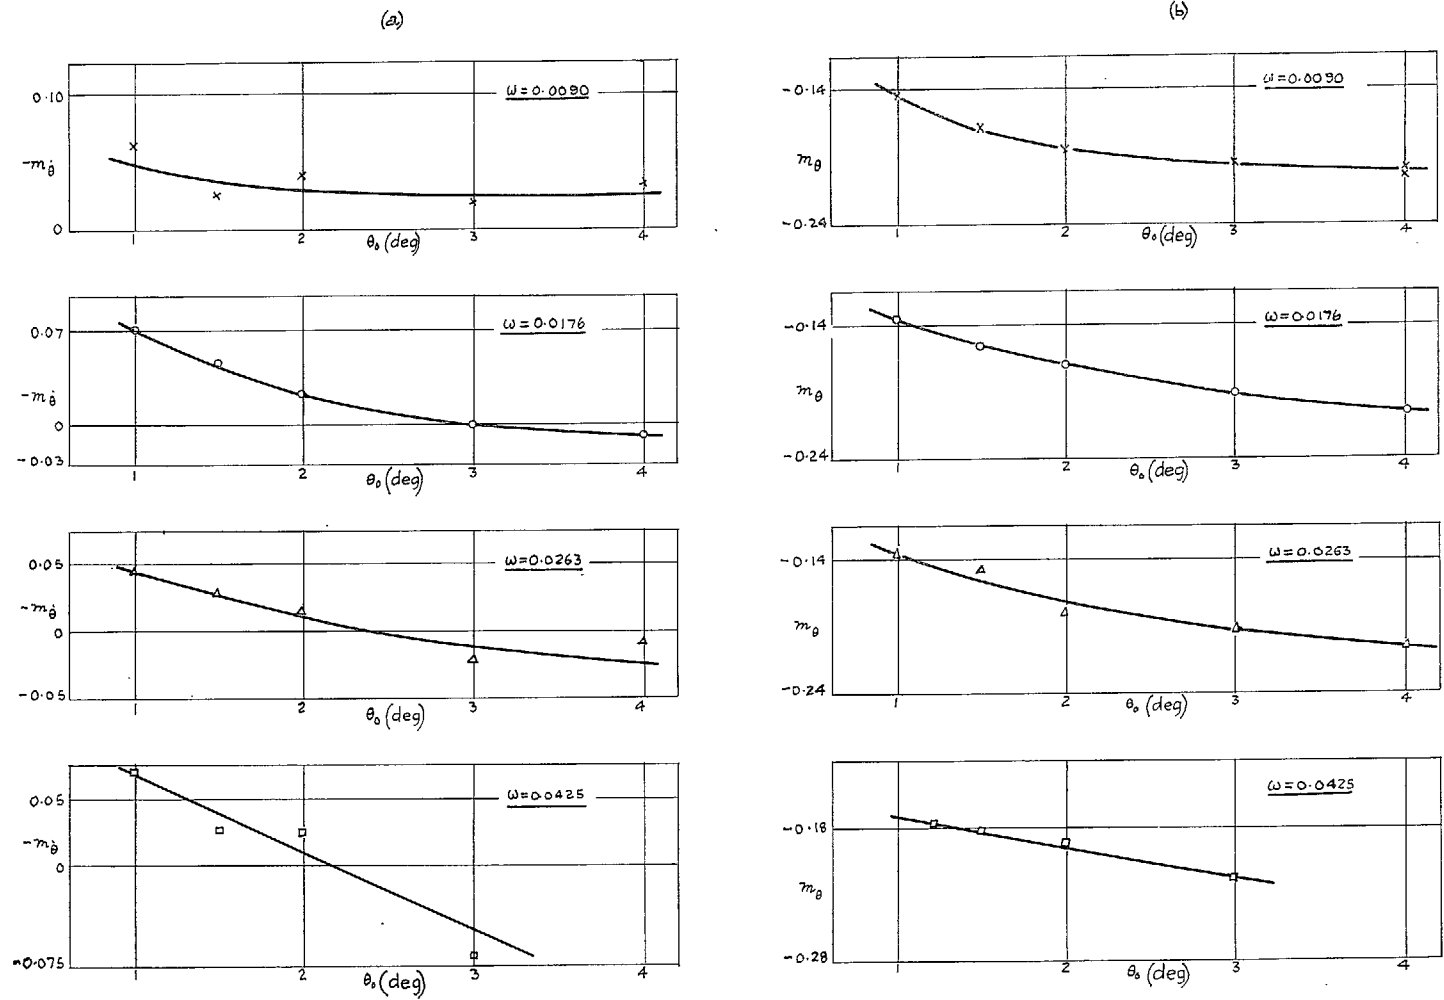 (a)
0.10
ω=0.0090
-m_θ̇
0
1 2 3 4
θ₀ (deg)
0.07
ω=0.0176
-m_θ̇
0
-0.03
1 2 3 4
θ₀ (deg)
0.05
ω=0.0263
-m_θ̇
0
-0.05
1 2 3 4
θ₀ (deg)
0.05
ω=0.0425
-m_θ̇
0
-0.075
1 2 3 4
θ₀ (deg)
(b)
-0.14
ω=0.0090
m_θ
-0.24
1 2 3 4
θ₀ (deg)
-0.14
ω=0.0176
m_θ
-0.24
1 2 3 4
θ₀ (deg)
-0.14
ω=0.0263
m_θ
-0.24
1 2 3 4
θ₀ (deg)
-0.18
ω=0.0425
m_θ
-0.28
1 2 3 4
θ₀ (deg)